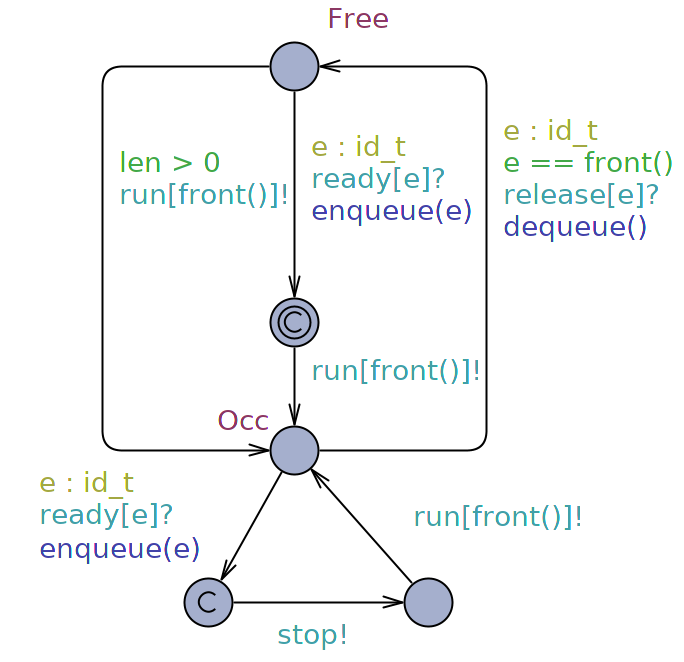 Free
len > 0
run[front()]!
e : id_t
ready[e]?
enqueue(e)
e : id_t
e == front()
release[e]?
dequeue()
C
run[front()]!
Occ
e : id_t
ready[e]?
enqueue(e)
run[front()]!
C
stop!